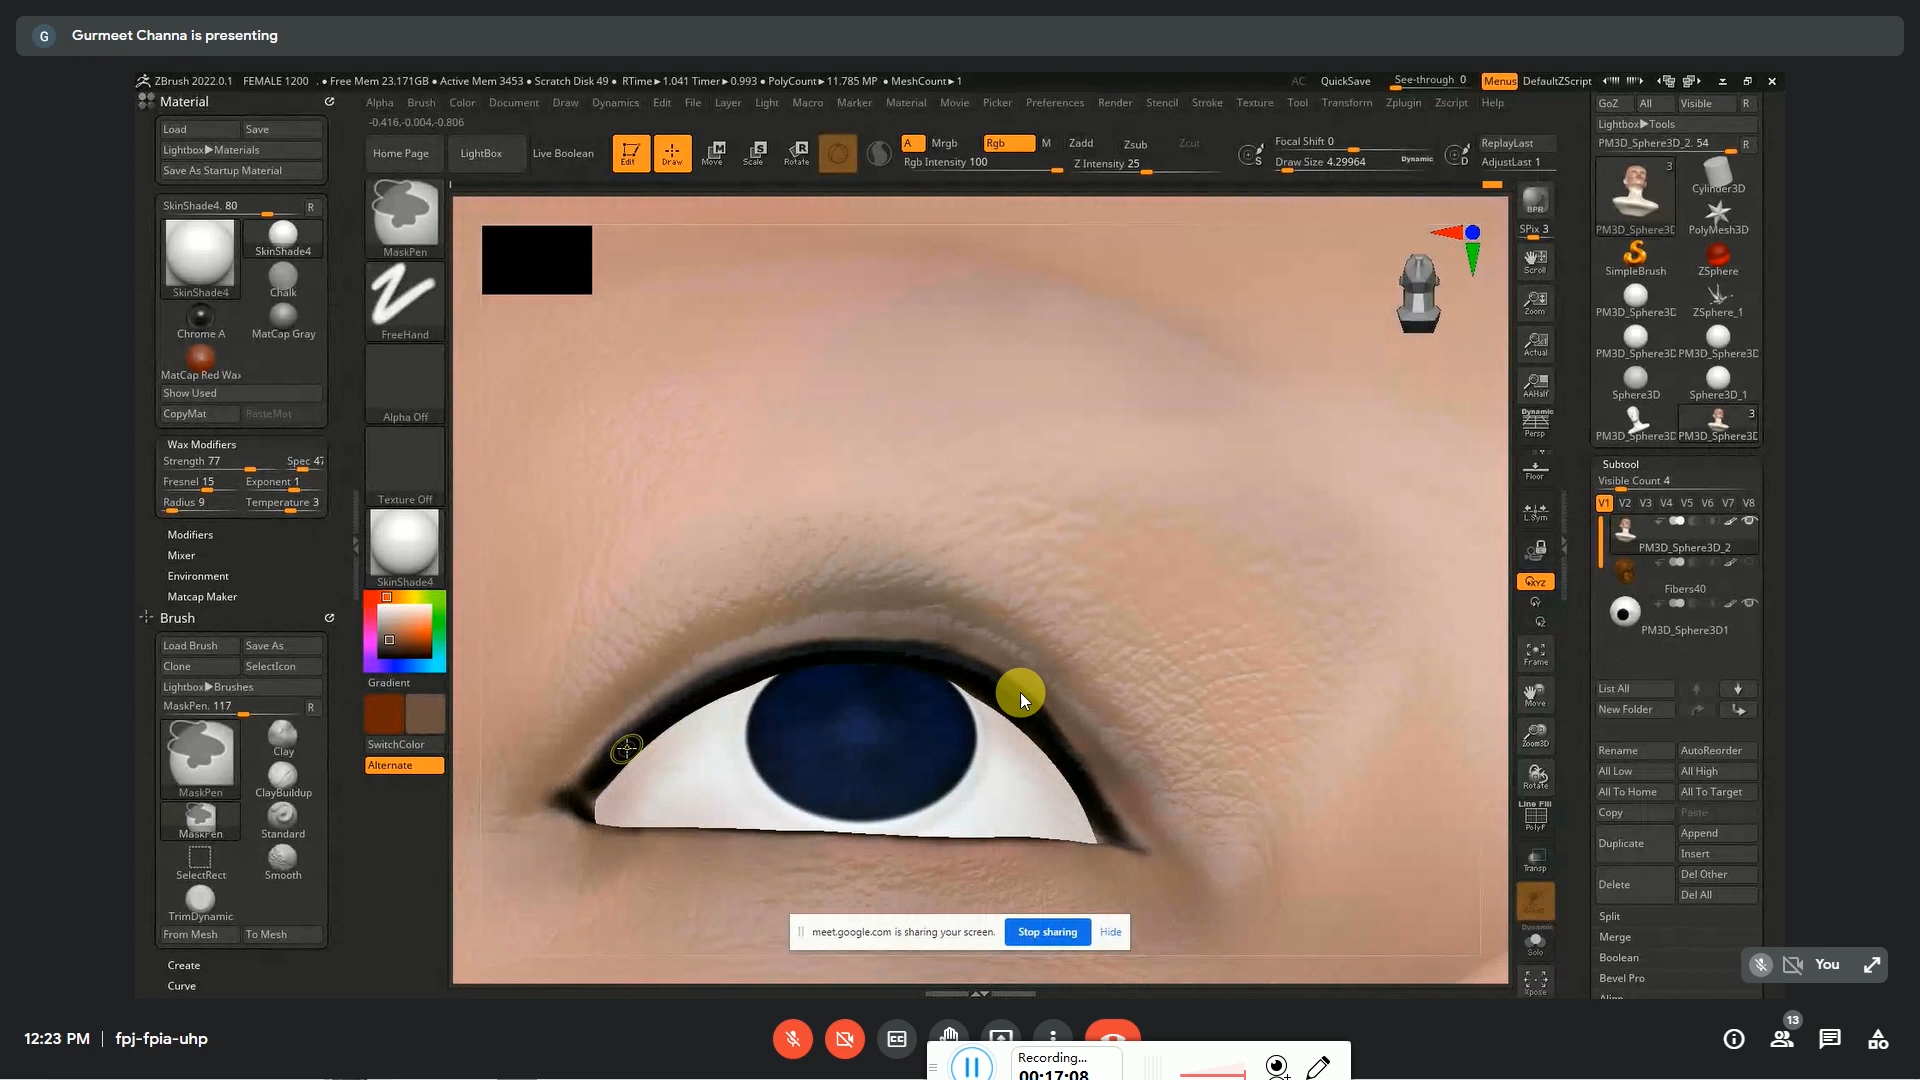 G Gurmeet Channa is presenting
ZBrush 2022.0.1 FEMALE 1200 . • Free Mem 23.171GB • Active Mem 3453 • Scratch Disk 49 • RTime►1.041 Timer►0.993 • PolyCount►11.785 MP • MeshCount►1
AC QuickSave See-through 0 Menus DefaultZScript
Material
Alpha Brush Color Document Draw Dynamics Edit File Layer Light Macro Marker Material Movie Picker Preferences Render Stencil Stroke Texture Tool Transform Zplugin Zscript Help
-0.416,-0.004,-0.806
Load Save
Lightbox►Materials
Save As Startup Material
Home Page LightBox Live Boolean Edit Draw Move Scale Rotate
A Mrgb Rgb M Zadd Zsub Zcut
Rgb Intensity 100 Z Intensity 25
Focal Shift 0
Draw Size 4.29964 Dynamic
ReplayLast
AdjustLast 1
SkinShade4. 80 R
SkinShade4
SkinShade4
Chalk
Chrome A MatCap Gray
MatCap Red Wax
Show Used
CopyMat PasteMat
Wax Modifiers
Strength 77 Spec 47
Fresnel 15 Exponent 1
Radius 9 Temperature 3
Modifiers
Mixer
Environment
Matcap Maker
Brush
Load Brush Save As
Clone SelectIcon
Lightbox►Brushes
MaskPen. 117 R
Clay
MaskPen ClayBuildup
MaskPen Standard
SelectRect Smooth
TrimDynamic
From Mesh To Mesh
Create
Curve
MaskPen
FreeHand
Alpha Off
Texture Off
SkinShade4
Gradient
SwitchColor
Alternate
BPR
SPix 3
Scroll
Zoom
Actual
AAHalf
Dynamic
Persp
Floor
L.Sym
XYZ
Frame
Move
Zoom3D
Rotate
Line Fill
PolyF
Transp
Ghost
Dynamic
Solo
Xpose
GoZ All Visible R
Lightbox►Tools
PM3D_Sphere3D_2. 54 R
3
Cylinder3D
PM3D_Sphere3D PolyMesh3D
SimpleBrush ZSphere
PM3D_Sphere3D ZSphere_1
PM3D_Sphere3D PM3D_Sphere3D
Sphere3D Sphere3D_1
3
PM3D_Sphere3D PM3D_Sphere3D
Subtool
Visible Count 4
V1 V2 V3 V4 V5 V6 V7 V8
PM3D_Sphere3D_2
Fibers40
PM3D_Sphere3D1
List All
New Folder
Rename AutoReorder
All Low All High
All To Home All To Target
Copy Paste
Duplicate Append
Insert
Delete Del Other
Del All
Split
Merge
Boolean
Bevel Pro
Align
meet.google.com is sharing your screen. Stop sharing Hide
You
12:23 PM | fpj-fpia-uhp
13
Recording...
00:17:08